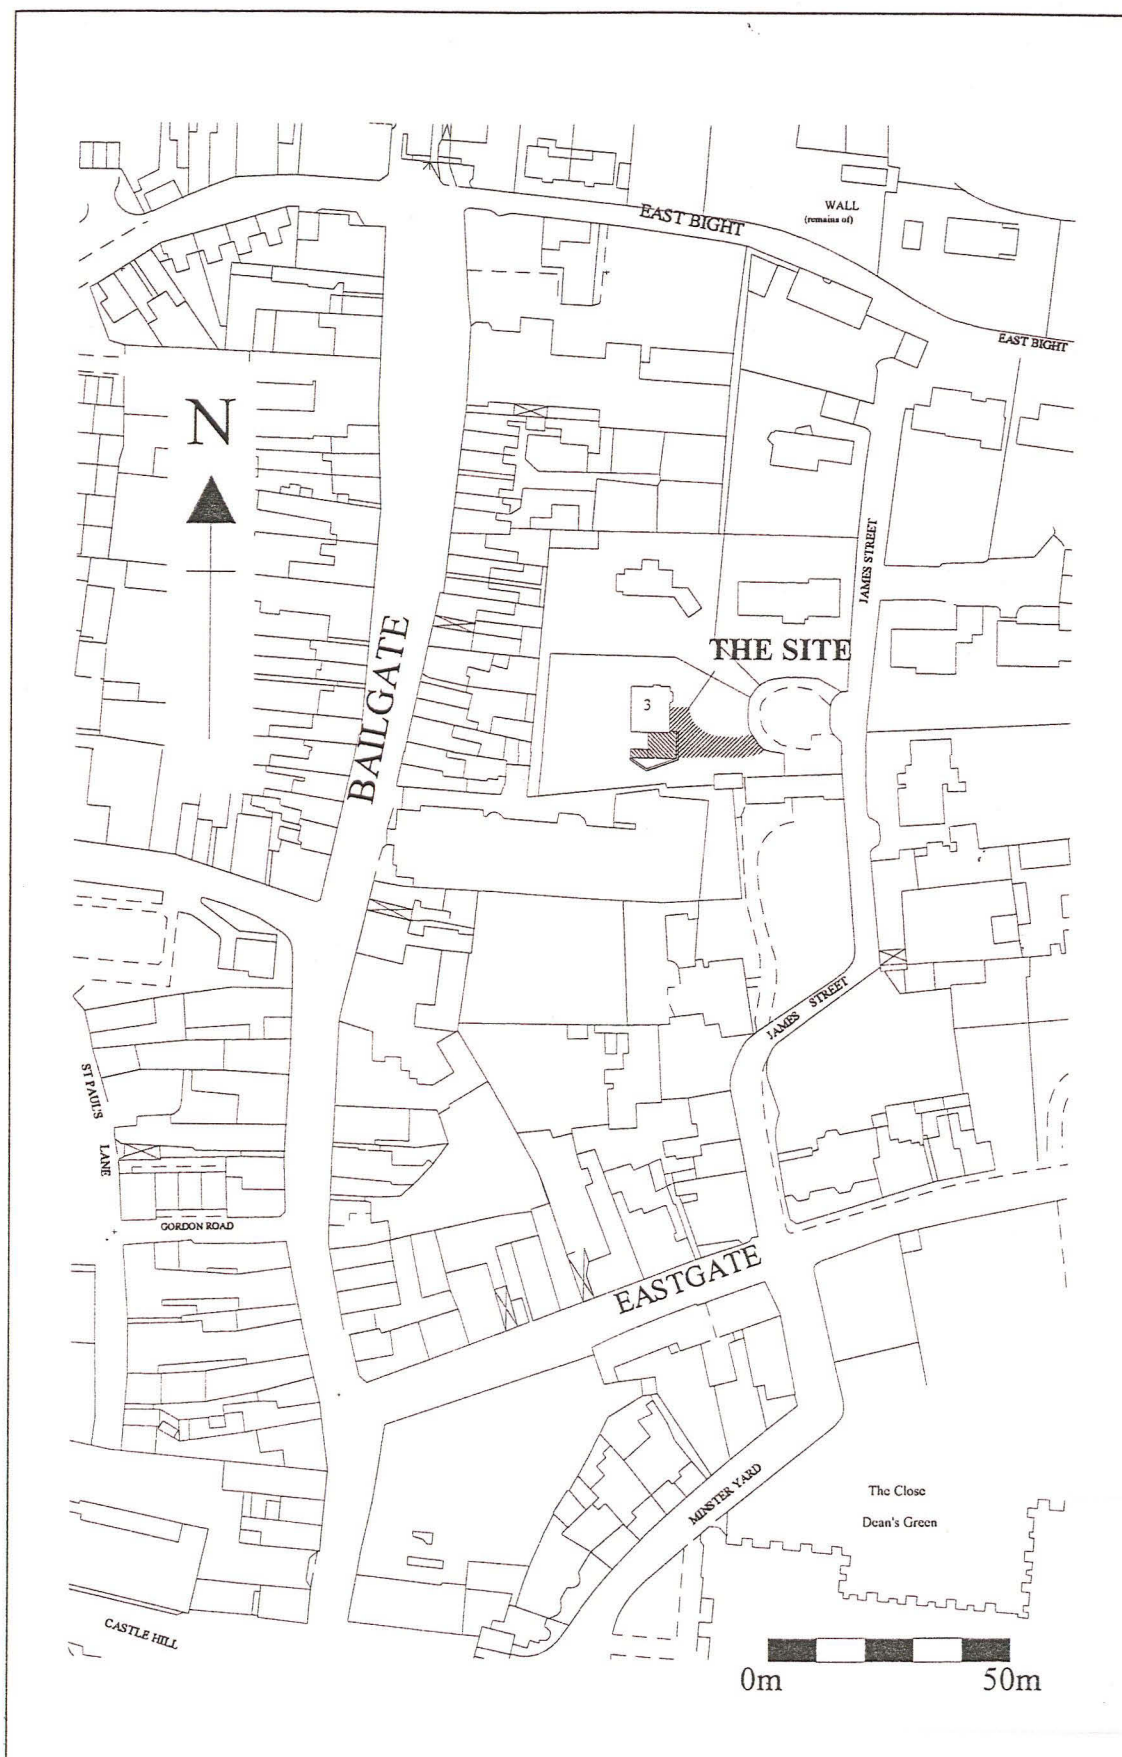 WALL
(remains of)
EAST BIGHT
EAST BIGHT
N
JAMES STREET
THE SITE
3
BAILGATE
JAMES STREET
ST PAUL'S LANE
GORDON ROAD
EASTGATE
MINSTER YARD
The Close
Dean's Green
CASTLE HILL
0m 50m